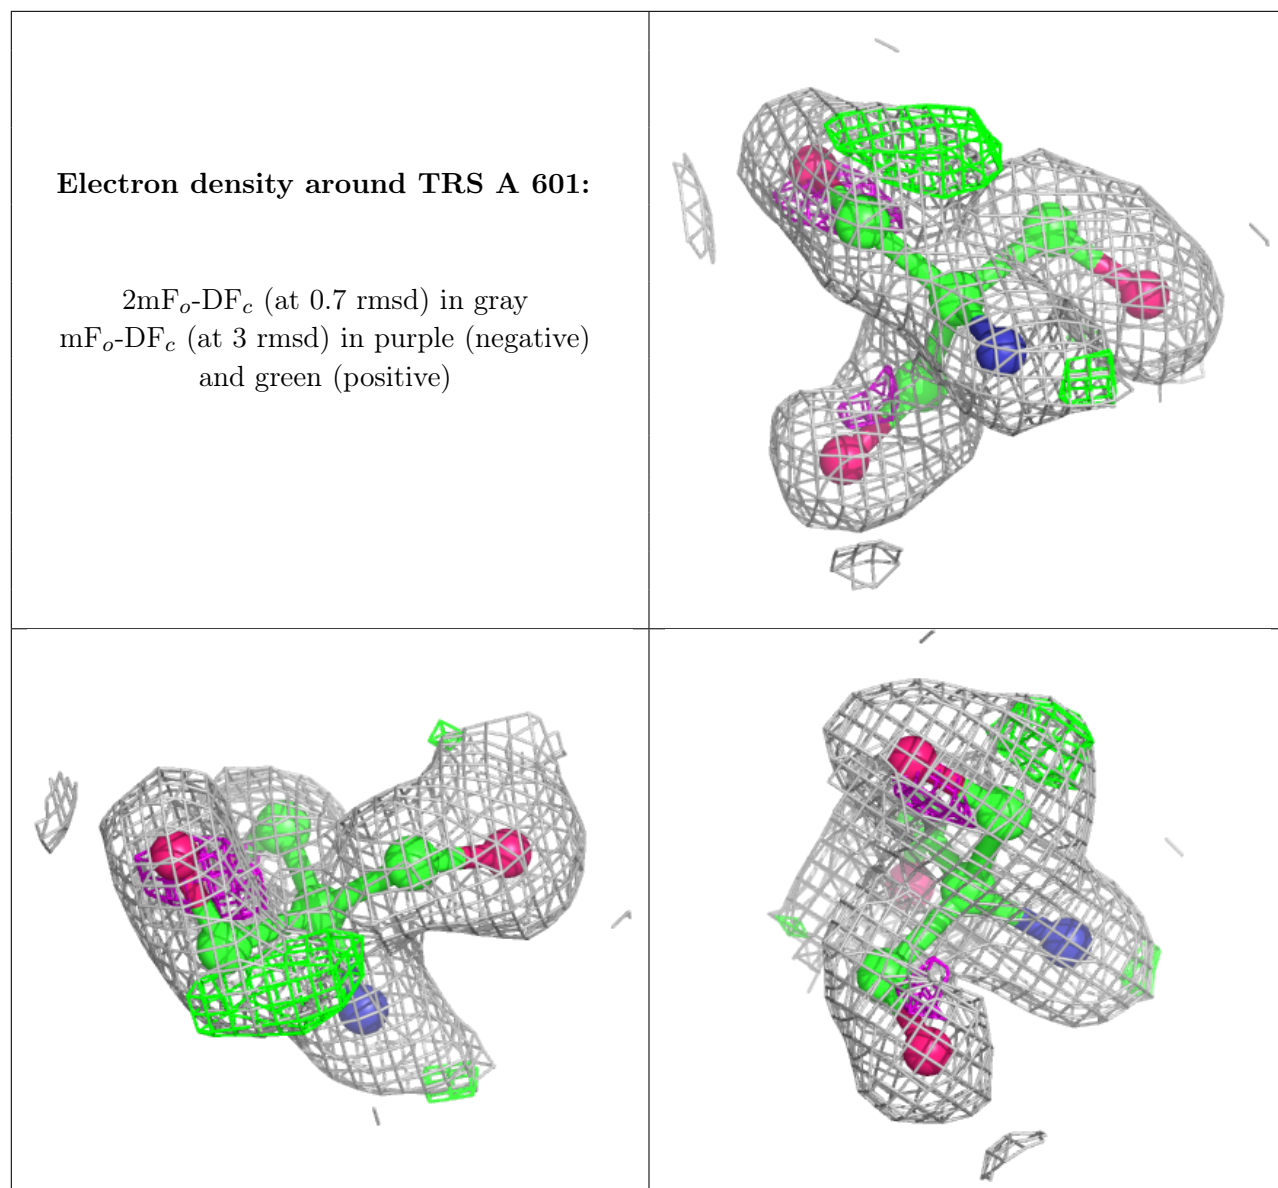 Electron density around TRS A 601:
2mFo-DFc (at 0.7 rmsd) in gray
mFo-DFc (at 3 rmsd) in purple (negative)
and green (positive)